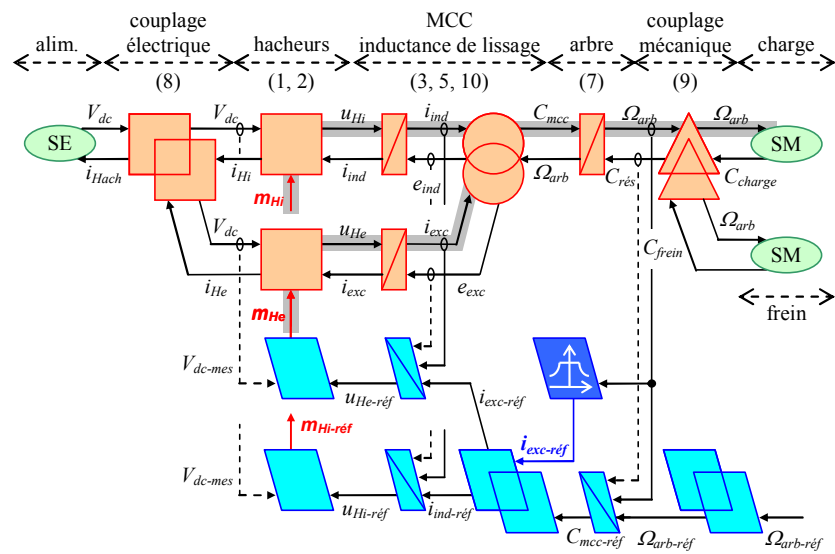 couplage MCC couplage
alim. électrique hacheurs inductance de lissage arbre mécanique charge
(8) (1, 2) (3, 5, 10) (7) (9)
V_dc V_dc u_Hi i_ind C_mcc Ω_arb Ω_arb
SE SM
i_Hach i_Hi i_ind e_ind Ω_arb C_rés C_charge
m_Hi
V_dc u_He i_exc Ω_arb
C_frein SM
i_He i_exc e_exc
m_He frein
V_dc-mes
u_He-réf i_exc-réf
m_Hi-réf i_exc-réf
V_dc-mes
u_Hi-réf i_ind-réf
C_mcc-réf Ω_arb-réf Ω_arb-réf